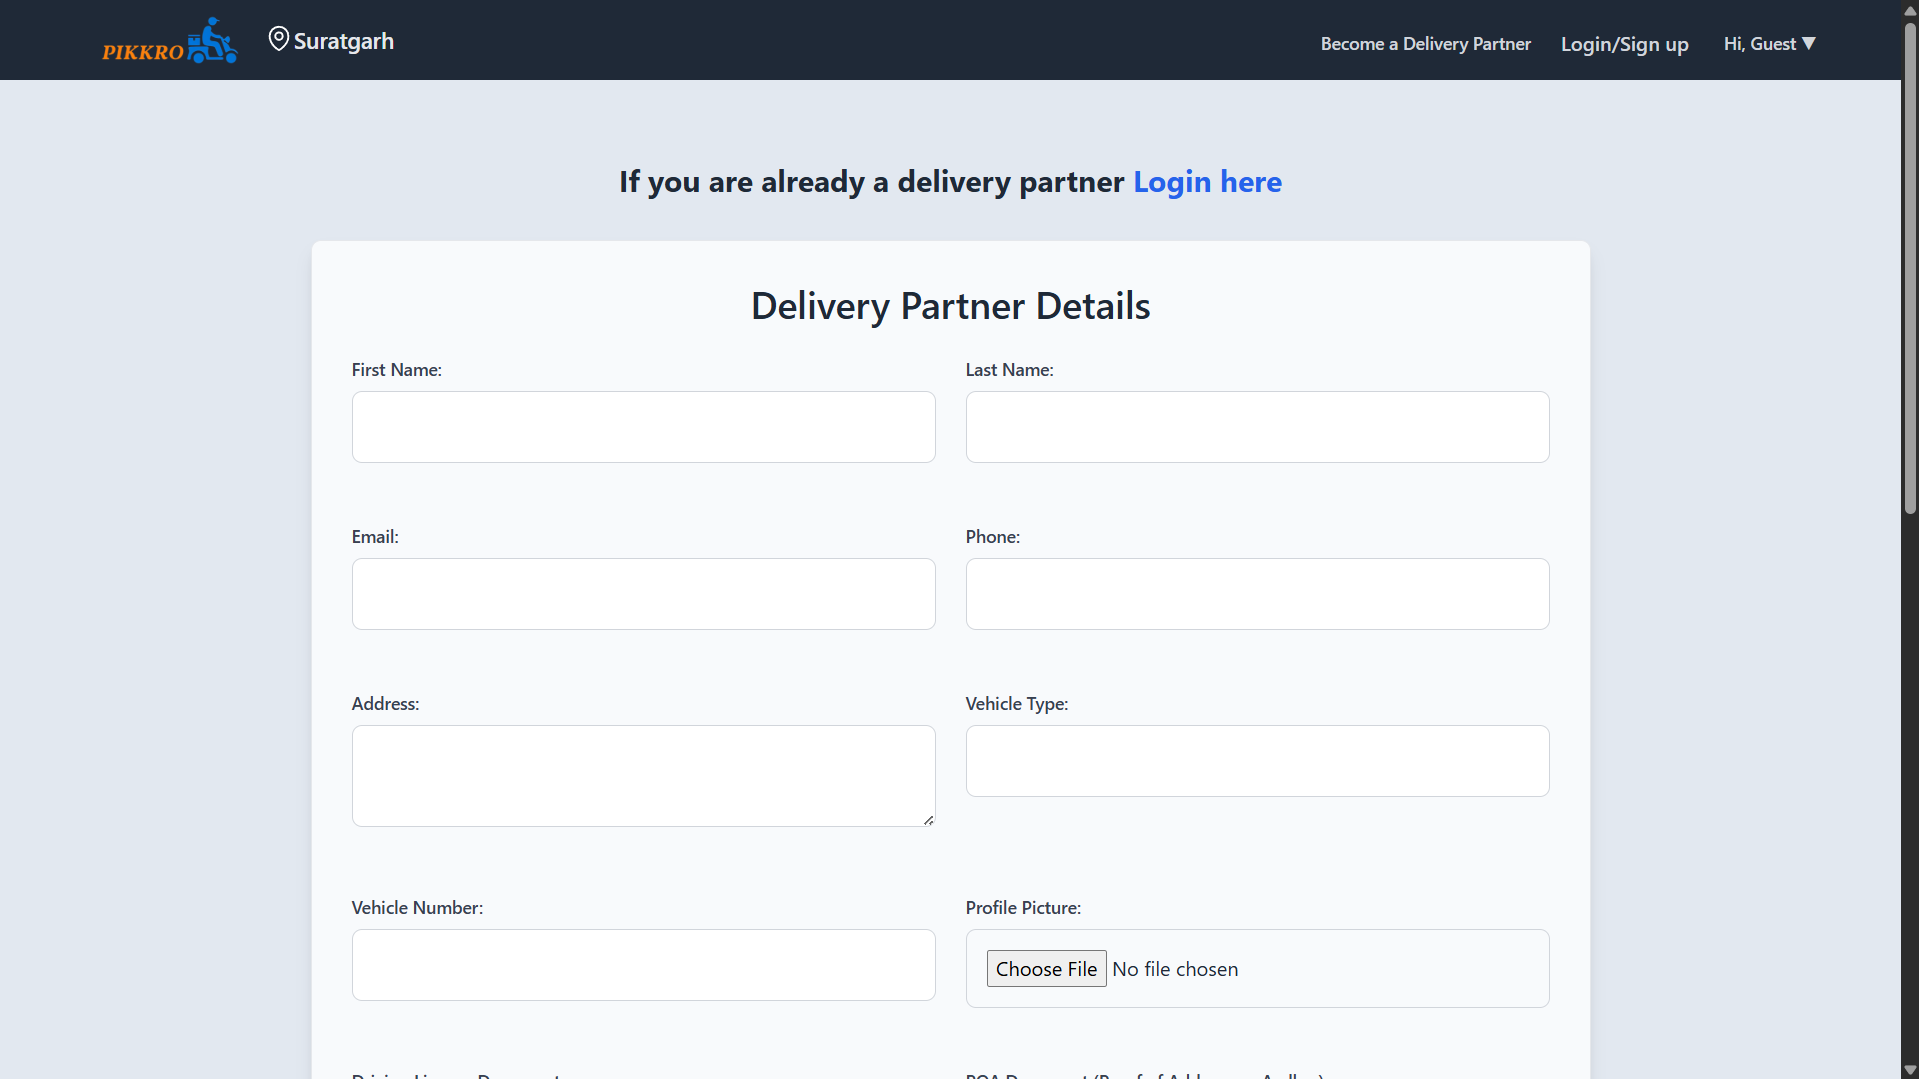 PIKKRO
Suratgarh
Become a Delivery Partner
Login/Sign up
Hi, Guest ▼
If you are already a delivery partner Login here
Delivery Partner Details
First Name:
Last Name:
Email:
Phone:
Address:
Vehicle Type:
Vehicle Number:
Profile Picture:
Choose File No file chosen